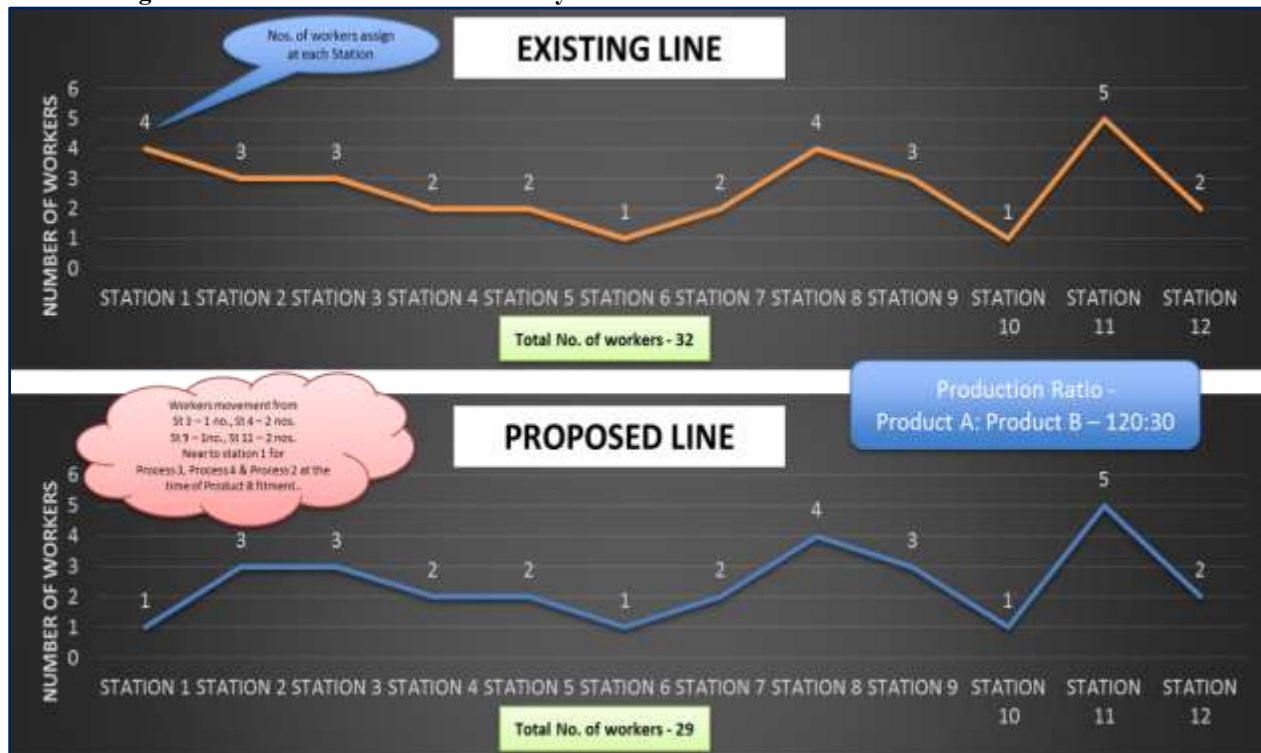 Nos. of workers assign
at each Station
EXISTING LINE
NUMBER OF WORKERS
6
5
4
3
2
1
0
4
3
3
2
2
1
2
4
3
1
5
2
STATION 1 STATION 2 STATION 3 STATION 4 STATION 5 STATION 6 STATION 7 STATION 8 STATION 9 STATION 10 STATION 11 STATION 12
Total No. of workers - 32
Production Ratio -
Product A: Product B – 120:30
Workers movement from
St 3 – 1 no., St 4 – 2 nos.
St 9 – 1no., St 11 – 2 nos.
Near to station 1 for
Process 3, Process 4 & Process 2 at the
time of Product B fitment..
PROPOSED LINE
NUMBER OF WORKERS
6
5
4
3
2
1
0
1
3
3
2
2
1
2
4
3
1
5
2
STATION 1 STATION 2 STATION 3 STATION 4 STATION 5 STATION 6 STATION 7 STATION 8 STATION 9 STATION 10 STATION 11 STATION 12
Total No. of workers - 29